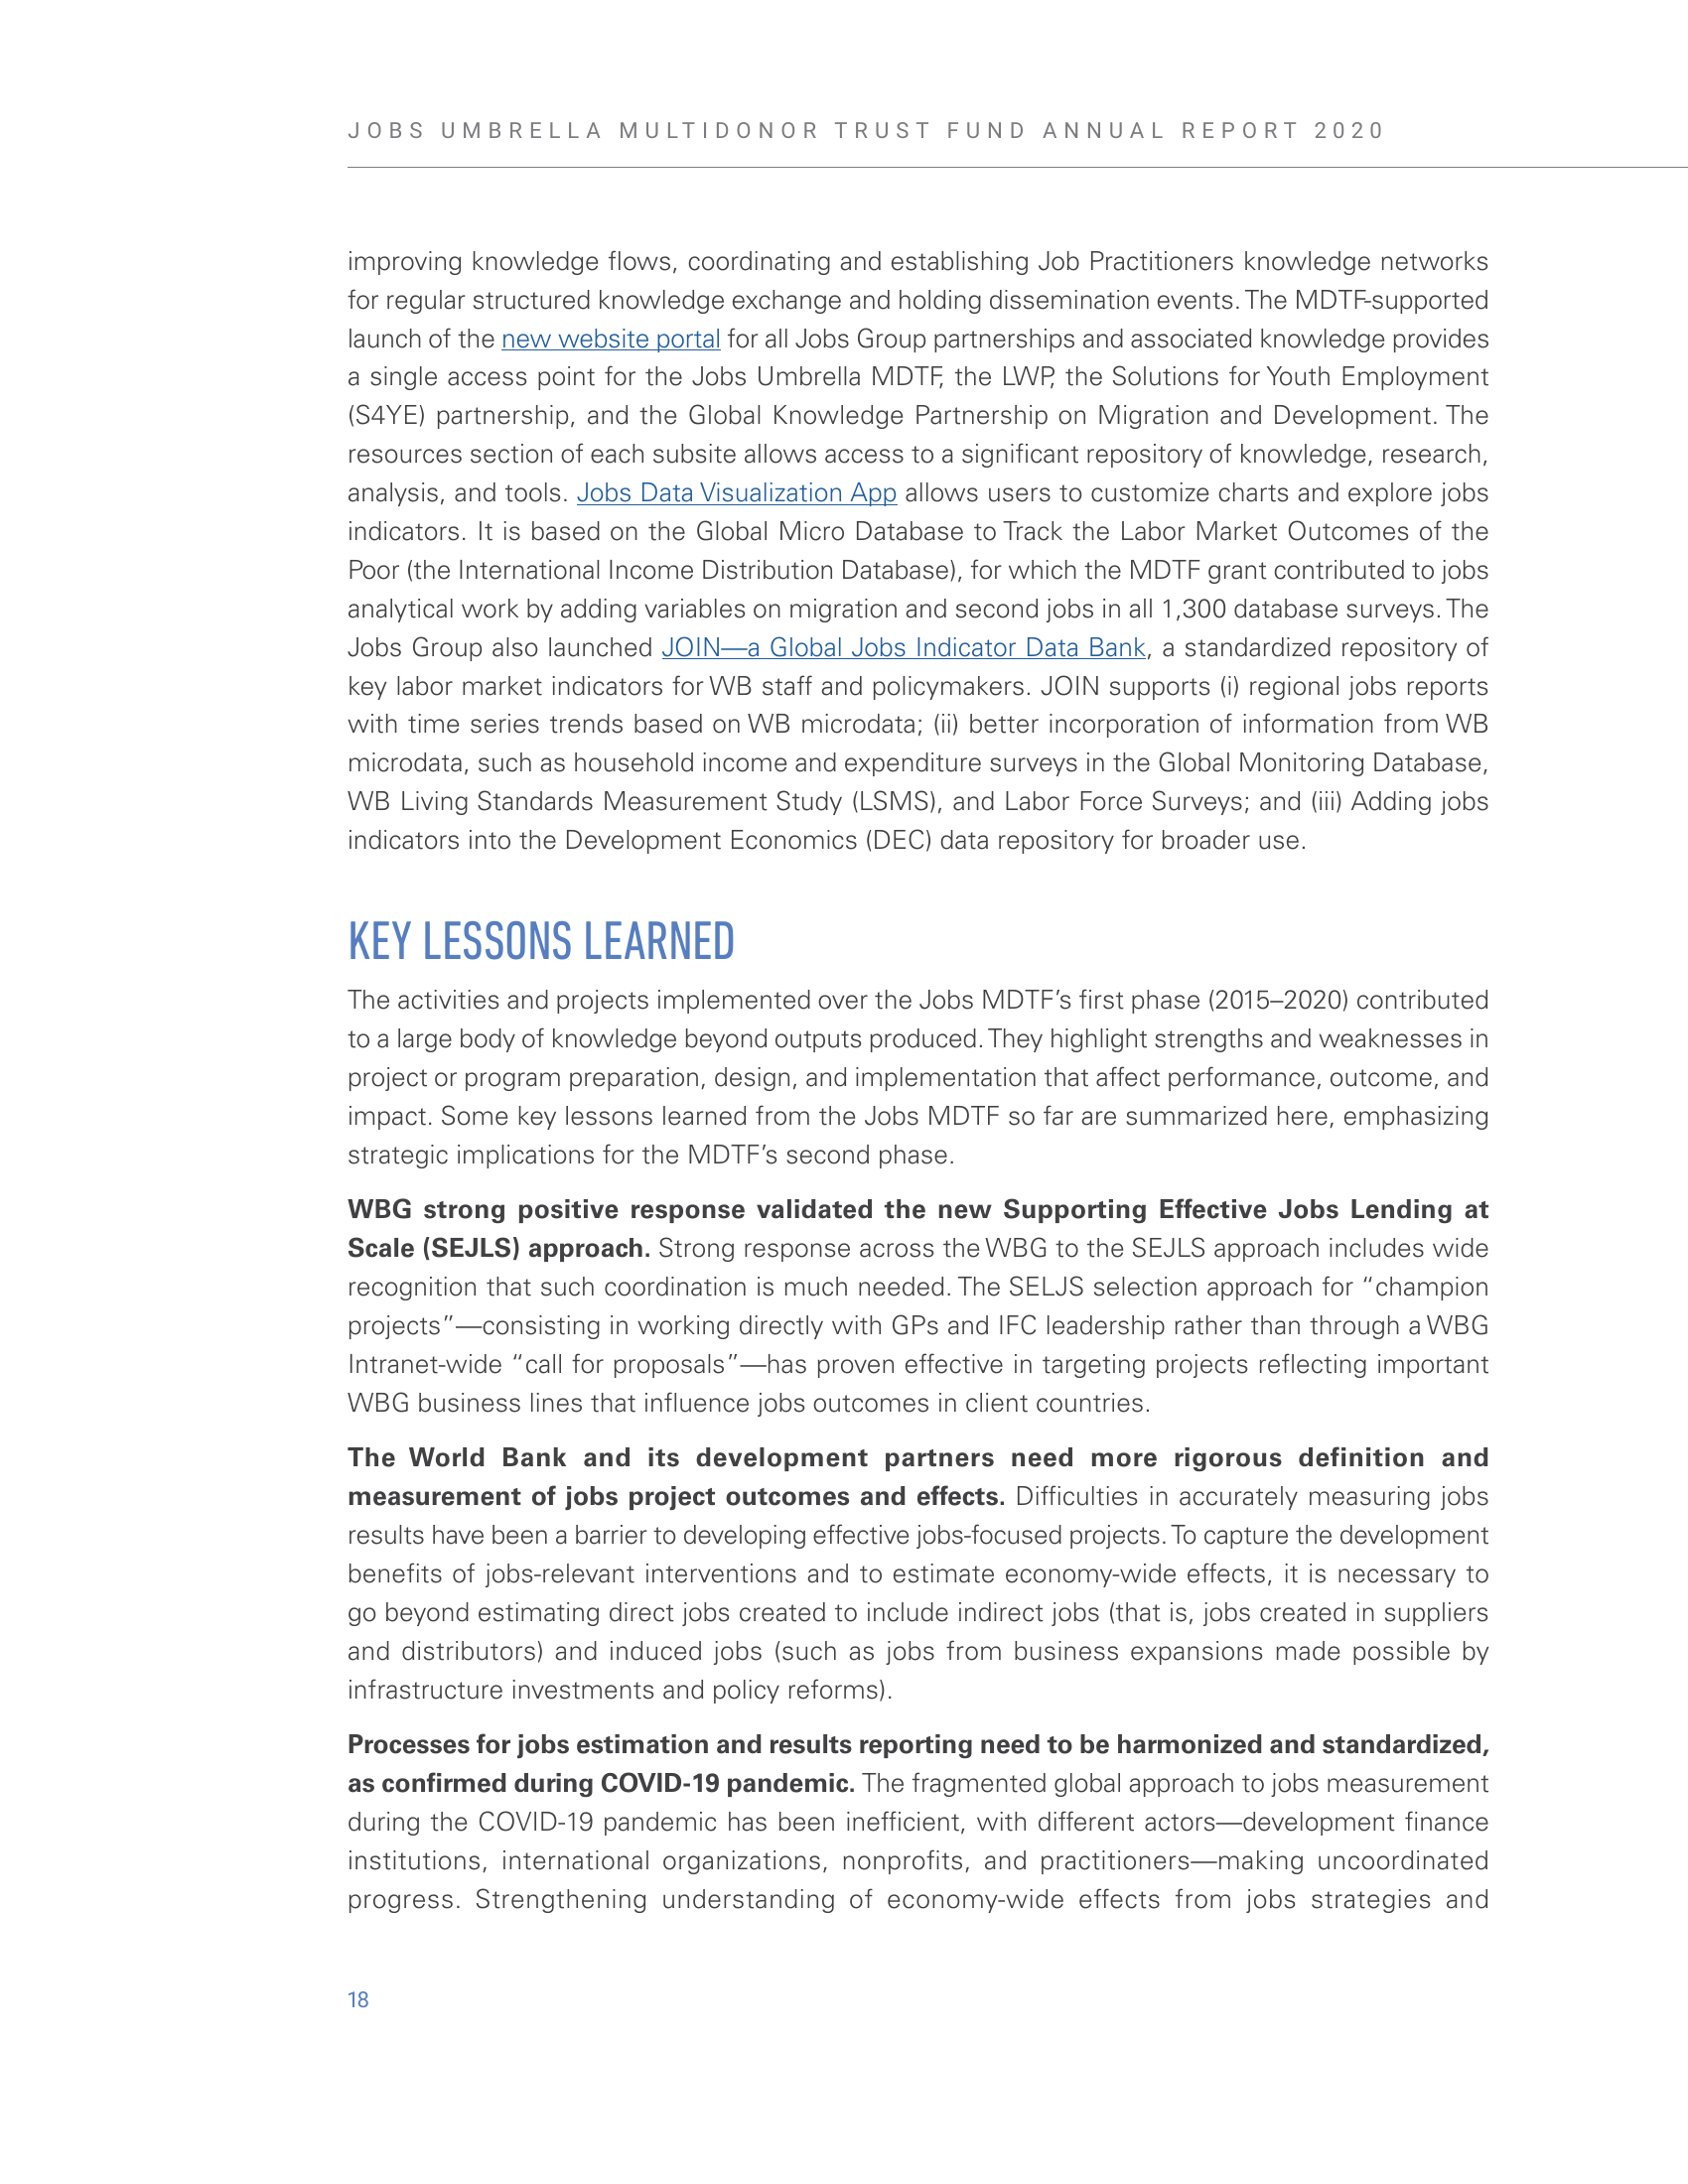 JOBS UMBRELLA MULTIDONOR TRUST FUND ANNUAL REPORT 2020
improving knowledge flows, coordinating and establishing Job Practitioners knowledge networks
for regular structured knowledge exchange and holding dissemination events. The MDTF-supported
launch of the new website portal for all Jobs Group partnerships and associated knowledge provides
a single access point for the Jobs Umbrella MDTF, the LWP, the Solutions for Youth Employment
(S4YE) partnership, and the Global Knowledge Partnership on Migration and Development. The
resources section of each subsite allows access to a significant repository of knowledge, research,
analysis, and tools. Jobs Data Visualization App allows users to customize charts and explore jobs
indicators. It is based on the Global Micro Database to Track the Labor Market Outcomes of the
Poor (the International Income Distribution Database), for which the MDTF grant contributed to jobs
analytical work by adding variables on migration and second jobs in all 1,300 database surveys. The
Jobs Group also launched JOIN—a Global Jobs Indicator Data Bank, a standardized repository of
key labor market indicators for WB staff and policymakers. JOIN supports (i) regional jobs reports
with time series trends based on WB microdata; (ii) better incorporation of information from WB
microdata, such as household income and expenditure surveys in the Global Monitoring Database,
WB Living Standards Measurement Study (LSMS), and Labor Force Surveys; and (iii) Adding jobs
indicators into the Development Economics (DEC) data repository for broader use.
KEY LESSONS LEARNED
The activities and projects implemented over the Jobs MDTF’s first phase (2015–2020) contributed
to a large body of knowledge beyond outputs produced. They highlight strengths and weaknesses in
project or program preparation, design, and implementation that affect performance, outcome, and
impact. Some key lessons learned from the Jobs MDTF so far are summarized here, emphasizing
strategic implications for the MDTF’s second phase.
WBG strong positive response validated the new Supporting Effective Jobs Lending at
Scale (SEJLS) approach. Strong response across the WBG to the SEJLS approach includes wide
recognition that such coordination is much needed. The SELJS selection approach for “champion
projects”—consisting in working directly with GPs and IFC leadership rather than through a WBG
Intranet-wide “call for proposals”—has proven effective in targeting projects reflecting important
WBG business lines that influence jobs outcomes in client countries.
The World Bank and its development partners need more rigorous definition and
measurement of jobs project outcomes and effects. Difficulties in accurately measuring jobs
results have been a barrier to developing effective jobs-focused projects. To capture the development
benefits of jobs-relevant interventions and to estimate economy-wide effects, it is necessary to
go beyond estimating direct jobs created to include indirect jobs (that is, jobs created in suppliers
and distributors) and induced jobs (such as jobs from business expansions made possible by
infrastructure investments and policy reforms).
Processes for jobs estimation and results reporting need to be harmonized and standardized,
as confirmed during COVID-19 pandemic. The fragmented global approach to jobs measurement
during the COVID-19 pandemic has been inefficient, with different actors—development finance
institutions, international organizations, nonprofits, and practitioners—making uncoordinated
progress. Strengthening understanding of economy-wide effects from jobs strategies and
18